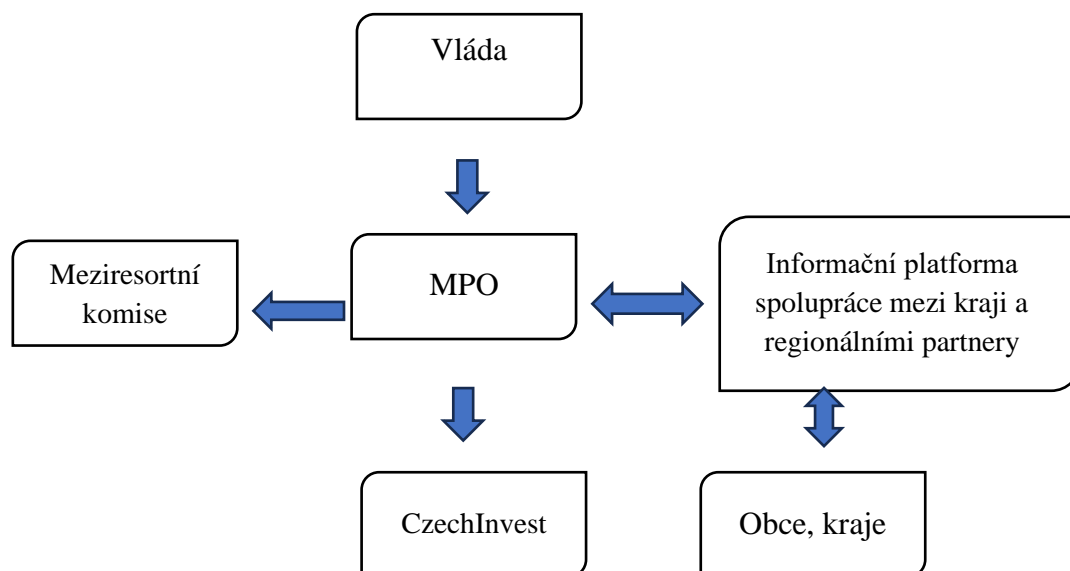 Vláda
Meziresortní
komise
MPO
Informační platforma
spolupráce mezi kraji a
regionálními partnery
CzechInvest
Obce, kraje